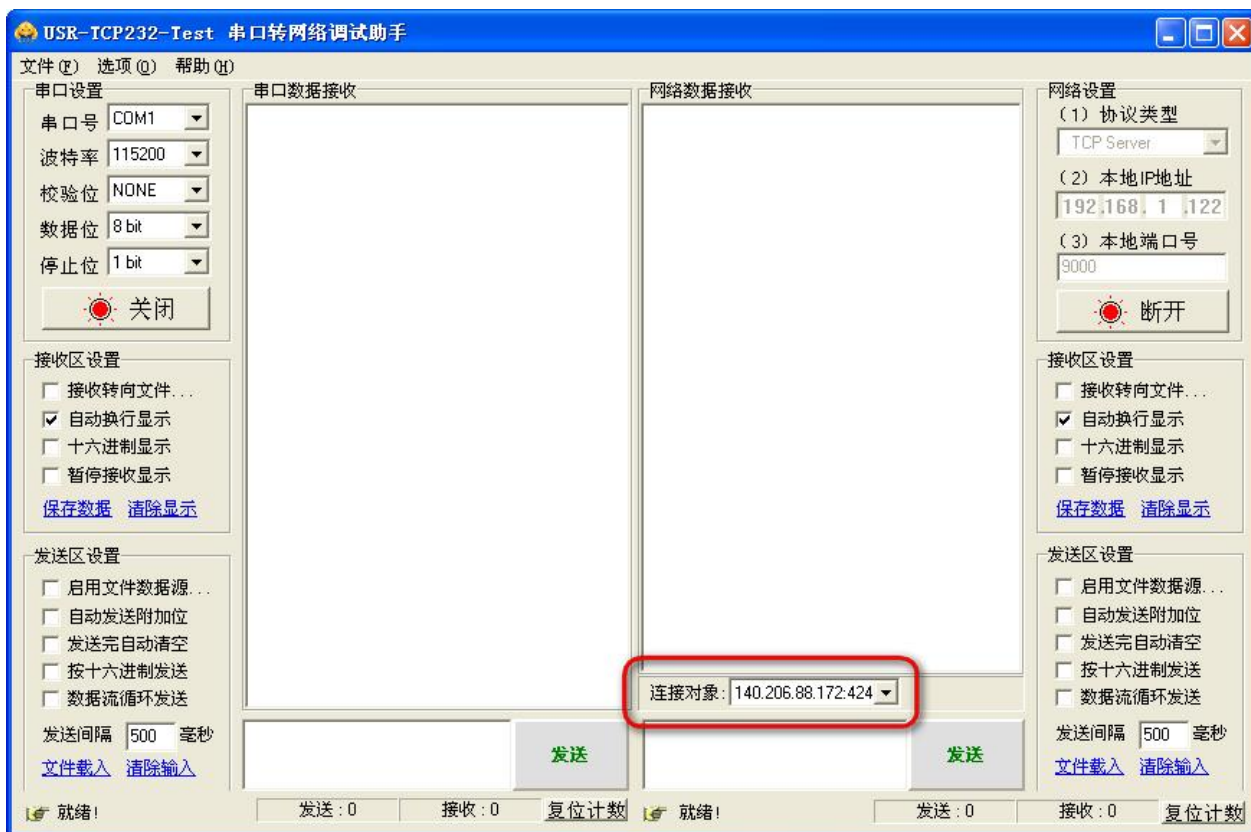 USR-TCP232-Test 串口转网络调试助手
文件(F) 选项(O) 帮助(H)
串口设置
串口号 COM1
波特率 115200
校验位 NONE
数据位 8 bit
停止位 1 bit
关闭
接收区设置
接收转向文件...
自动换行显示
十六进制显示
暂停接收显示
保存数据 清除显示
发送区设置
启用文件数据源...
自动发送附加位
发送完自动清空
按十六进制发送
数据流循环发送
发送间隔 500 毫秒
文件载入 清除输入
就绪!
串口数据接收
发送
发送:0 接收:0 复位计数
网络数据接收
连接对象: 140.206.88.172:424
发送
就绪!
发送:0 接收:0 复位计数
网络设置
(1) 协议类型
TCP Server
(2) 本地IP地址
192.168. 1 .122
(3) 本地端口号
9000
断开
接收区设置
接收转向文件...
自动换行显示
十六进制显示
暂停接收显示
保存数据 清除显示
发送区设置
启用文件数据源...
自动发送附加位
发送完自动清空
按十六进制发送
数据流循环发送
发送间隔 500 毫秒
文件载入 清除输入